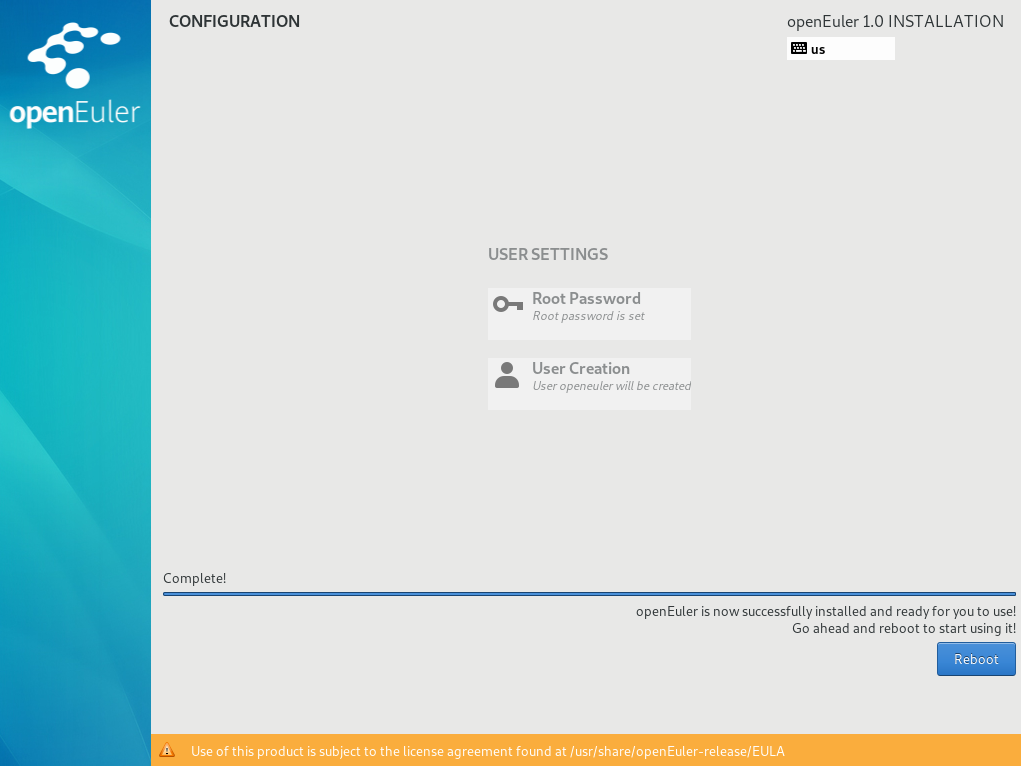 openEuler
CONFIGURATION
openEuler 1.0 INSTALLATION
us
USER SETTINGS
Root Password
Root password is set
User Creation
User openeuler will be created
Complete!
openEuler is now successfully installed and ready for you to use!
Go ahead and reboot to start using it!
Reboot
Use of this product is subject to the license agreement found at /usr/share/openEuler-release/EULA